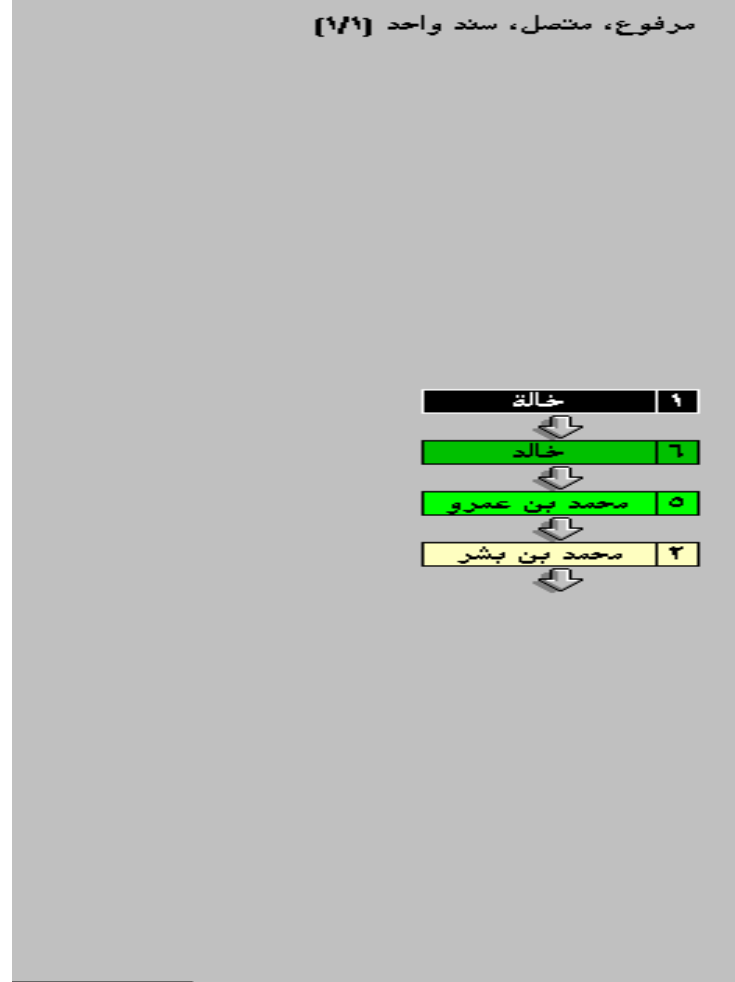 مرفوع، متصل، سند واحد (١/١)
١ خالة
٦ خالد
٥ محمد بن عمرو
٢ محمد بن بشر